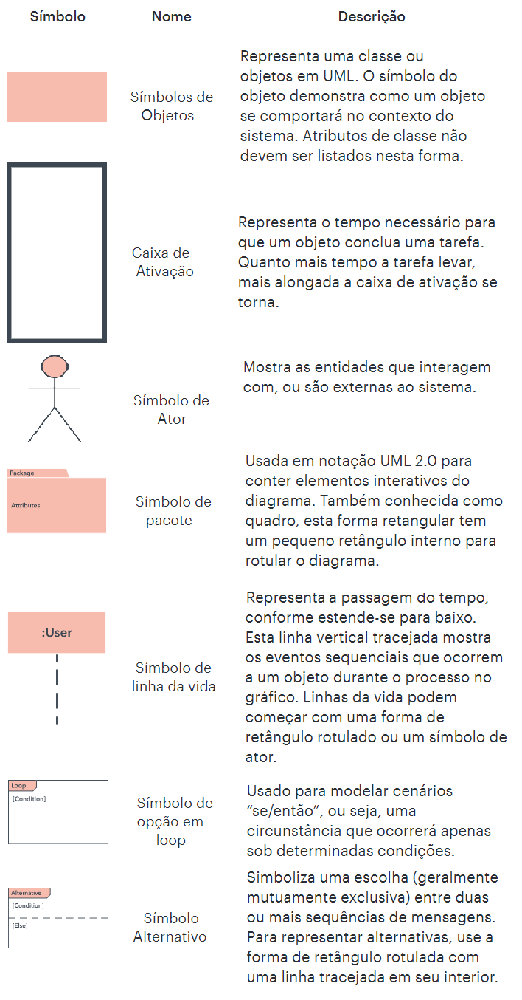 Símbolo
Nome
Descrição
Símbolos de
Objetos
Representa uma classe ou
objetos em UML. O símbolo do
objeto demonstra como um objeto
se comportará no contexto do
sistema. Atributos de classe não
devem ser listados nesta forma.
Caixa de
Ativação
Representa o tempo necessário para
que um objeto conclua uma tarefa.
Quanto mais tempo a tarefa levar,
mais alongada a caixa de ativação se
torna.
Símbolo de
Ator
Mostra as entidades que interagem
com, ou são externas ao sistema.
Package
Attributes
Símbolo de
pacote
Usada em notação UML 2.0 para
conter elementos interativos do
diagrama. Também conhecida como
quadro, esta forma retangular tem
um pequeno retângulo interno para
rotular o diagrama.
:User
Símbolo de
linha da vida
Representa a passagem do tempo,
conforme estende-se para baixo.
Esta linha vertical tracejada mostra
os eventos sequenciais que ocorrem
a um objeto durante o processo no
gráfico. Linhas da vida podem
começar com uma forma de
retângulo rotulado ou um símbolo de
ator.
Loop
[Condition]
Símbolo de
opção em
loop
Usado para modelar cenários
“se/então”, ou seja, uma
circunstância que ocorrerá apenas
sob determinadas condições.
Alternative
[Condition]
[Else]
Símbolo
Alternativo
Simboliza uma escolha (geralmente
mutuamente exclusiva) entre duas
ou mais sequências de mensagens.
Para representar alternativas, use a
forma de retângulo rotulada com
uma linha tracejada em seu interior.